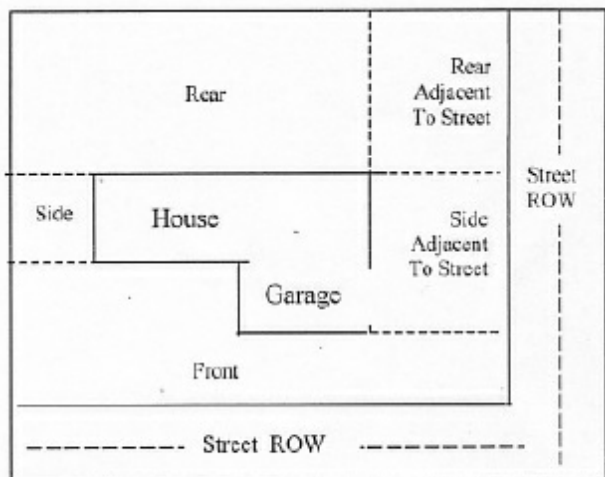 Rear
Rear
Adjacent
To Street
Street
ROW
Side
House
Side
Adjacent
To Street
Garage
Front
Street ROW